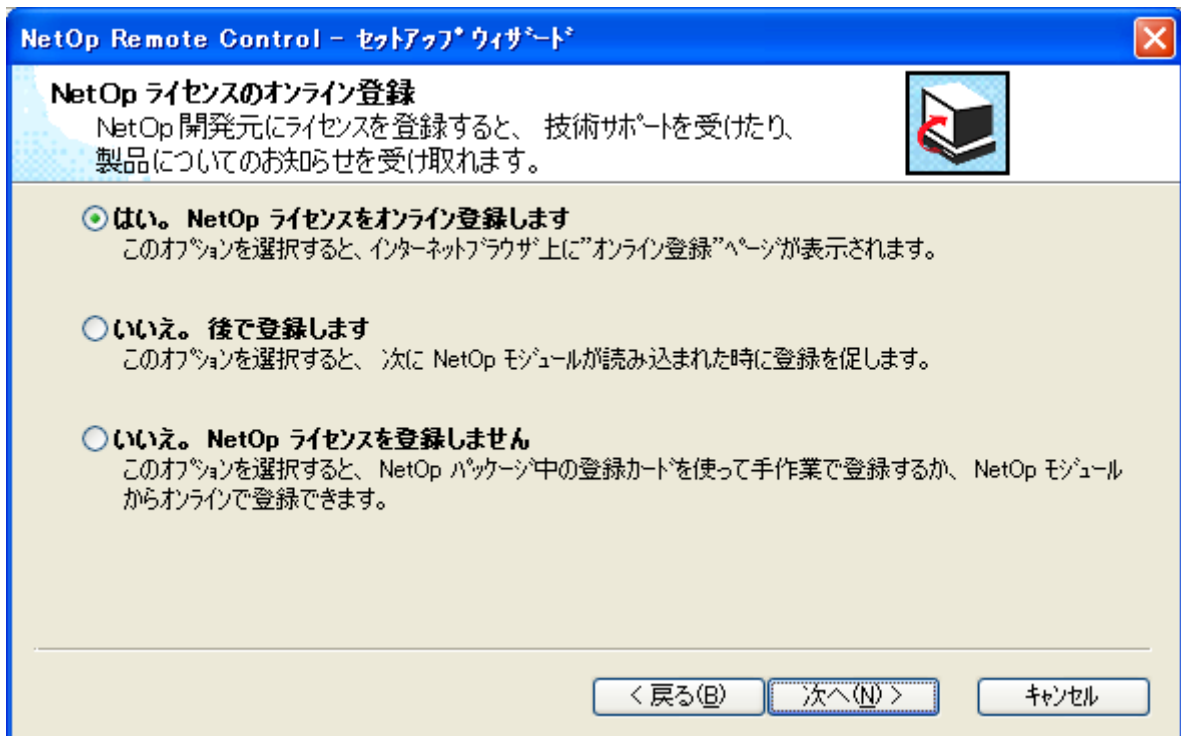 NetOp Remote Control - ｾｯﾄｱｯﾌﾟ ｳｨｻﾞｰﾄﾞ
NetOp ﾗｲｾﾝｽのｵﾝﾗｲﾝ登録
NetOp 開発元にﾗｲｾﾝｽを登録すると、 技術ｻﾎﾟｰﾄを受けたり、
製品についてのお知らせを受け取れます。
はい。 NetOp ﾗｲｾﾝｽをｵﾝﾗｲﾝ登録します
このｵﾌﾟｼｮﾝを選択すると、ｲﾝﾀｰﾈｯﾄﾌﾞﾗｳｻﾞ上に”ｵﾝﾗｲﾝ登録”ﾍﾟｰｼﾞが表示されます。
いいえ。 後で登録します
このｵﾌﾟｼｮﾝを選択すると、 次に NetOp ﾓｼﾞｭｰﾙが読み込まれた時に登録を促します。
いいえ。 NetOp ﾗｲｾﾝｽを登録しません
このｵﾌﾟｼｮﾝを選択すると、 NetOp ﾊﾟｯｹｰｼﾞ中の登録ｶｰﾄﾞを使って手作業で登録するか、 NetOp ﾓｼﾞｭｰﾙ
からｵﾝﾗｲﾝで登録できます。
< 戻る(B) 次へ(N) > ｷｬﾝｾﾙ